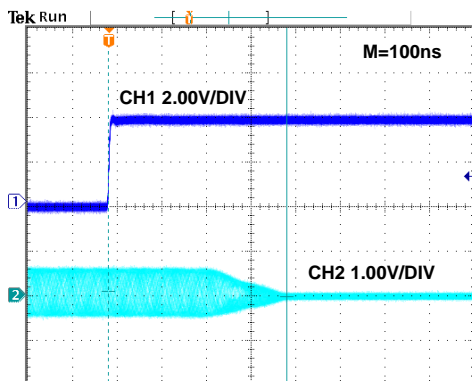 Tek Run
T
M=100ns
CH1 2.00V/DIV
1
CH2 1.00V/DIV
2